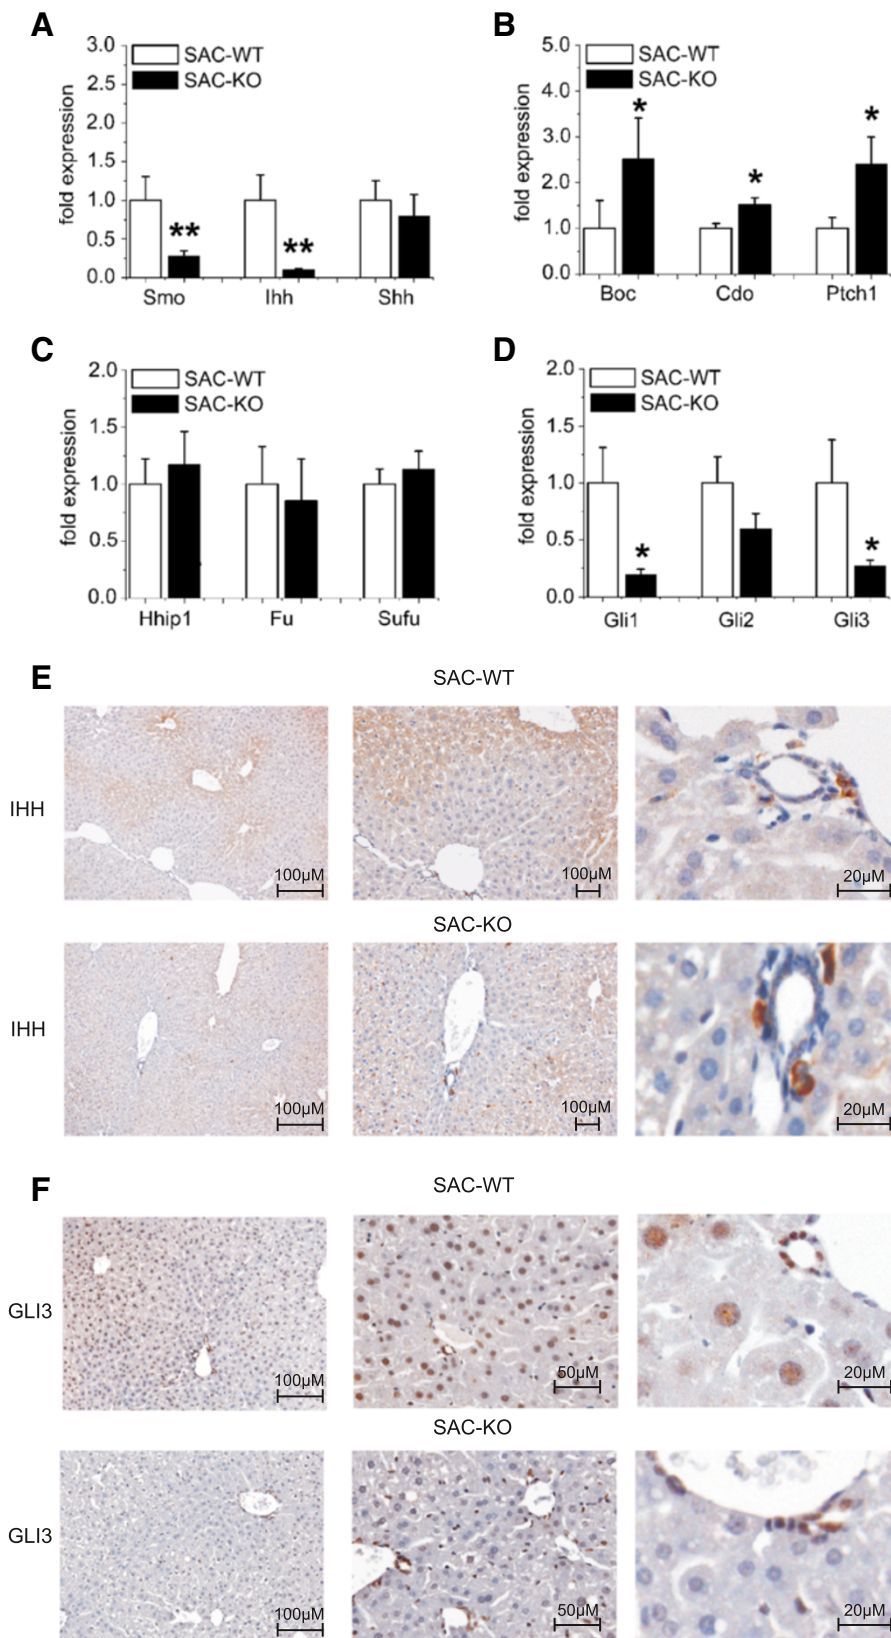 A
3.0
2.5
2.0
1.5
1.0
0.5
0.0
fold expression
SAC-WT
SAC-KO
**
**
Smo Ihh Shh
B
5.0
4.0
3.0
2.0
1.0
0.0
fold expression
SAC-WT
SAC-KO
*
*
*
Boc Cdo Ptch1
C
2.0
1.5
1.0
0.5
0.0
fold expression
SAC-WT
SAC-KO
Hhip1 Fu Sufu
D
2.0
1.5
1.0
0.5
0.0
fold expression
SAC-WT
SAC-KO
*
*
Gli1 Gli2 Gli3
E
SAC-WT
IHH
100µM 100µM 20µM
SAC-KO
IHH
100µM 100µM 20µM
F
SAC-WT
GLI3
100µM 50µM 20µM
SAC-KO
GLI3
100µM 50µM 20µM